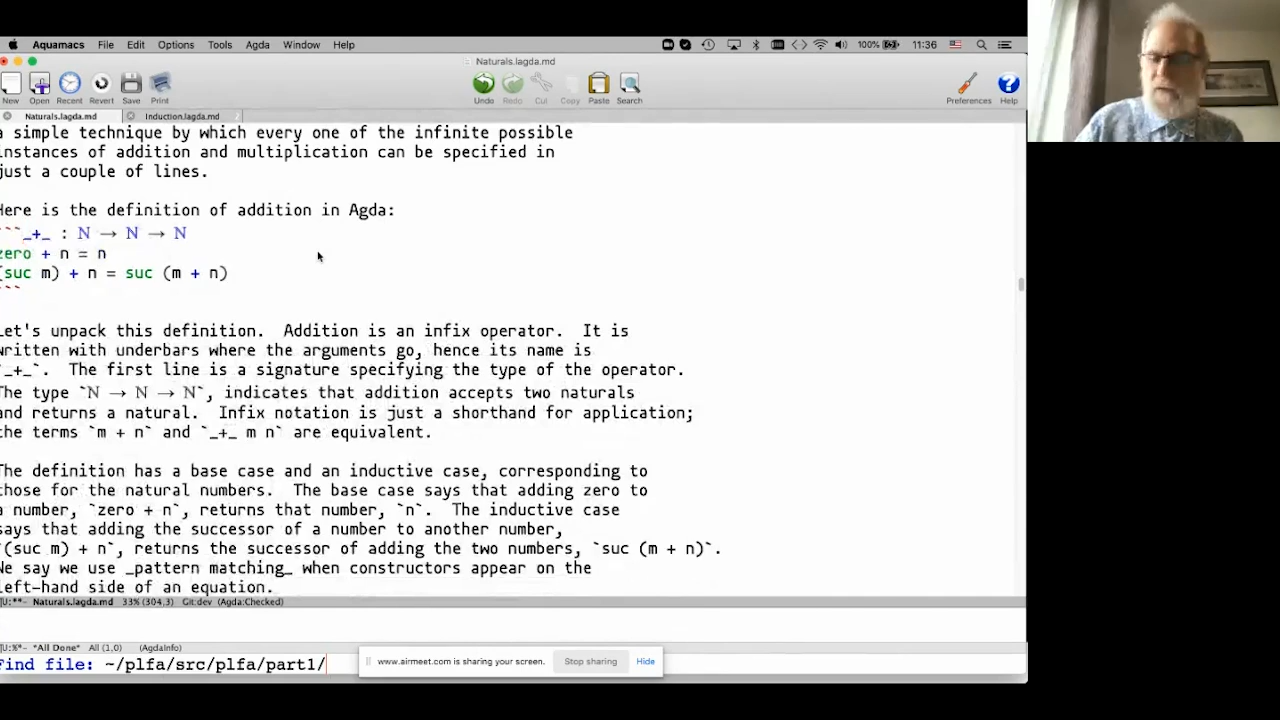 Aquamacs File Edit Options Tools Agda Window Help 100% 11:36
Naturals.lagda.md
New Open Recent Revert Save Print Undo Redo Cut Copy Paste Search Preferences Help
Naturals.lagda.md Induction.lagda.md
a simple technique by which every one of the infinite possible
instances of addition and multiplication can be specified in
just a couple of lines.
Here is the definition of addition in Agda:
```_+_ : ℕ → ℕ → ℕ
zero + n = n
(suc m) + n = suc (m + n)
```
Let's unpack this definition.  Addition is an infix operator.  It is
written with underbars where the arguments go, hence its name is
`_+_`.  The first line is a signature specifying the type of the operator.
The type `ℕ → ℕ → ℕ`, indicates that addition accepts two naturals
and returns a natural.  Infix notation is just a shorthand for application;
the terms `m + n` and `_+_ m n` are equivalent.
The definition has a base case and an inductive case, corresponding to
those for the natural numbers.  The base case says that adding zero to
a number, `zero + n`, returns that number, `n`.  The inductive case
says that adding the successor of a number to another number,
`(suc m) + n`, returns the successor of adding the two numbers, `suc (m + n)`.
We say we use _pattern matching_ when constructors appear on the
left-hand side of an equation.
U:**- Naturals.lagda.md 33% (304,3) Git:dev (Agda:Checked)
U:%*- *All Done* All (1,0) (AgdaInfo)
Find file: ~/plfa/src/plfa/part1/
www.airmeet.com is sharing your screen. Stop sharing Hide